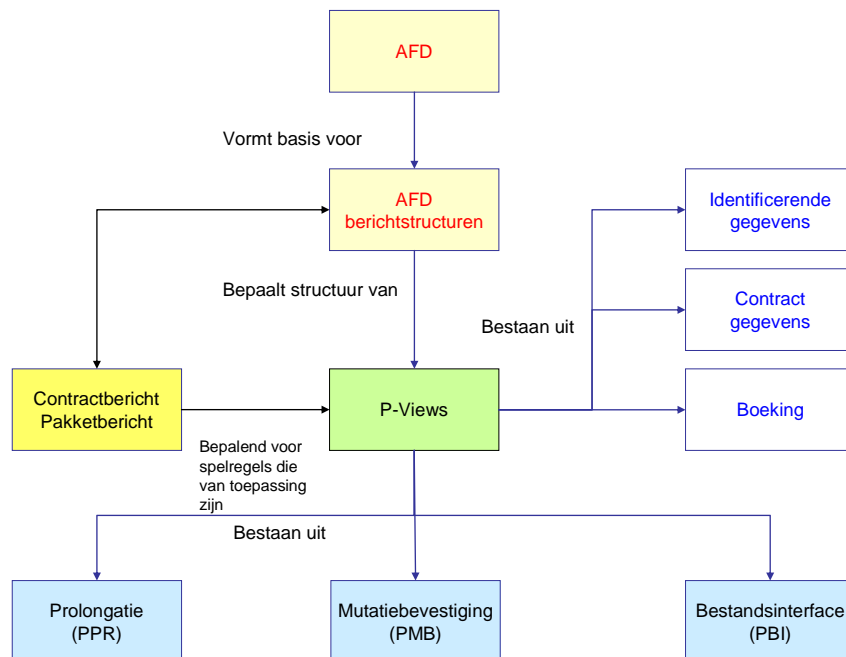 AFD
Vormt basis voor
AFD
berichtstructuren
Identificerende
gegevens
Bepaalt structuur van
Bestaan uit
Contract
gegevens
Contractbericht
Pakketbericht
P-Views
Boeking
Bepalend voor
spelregels die
van toepassing
zijn
Bestaan uit
Prolongatie
(PPR)
Mutatiebevestiging
(PMB)
Bestandsinterface
(PBI)